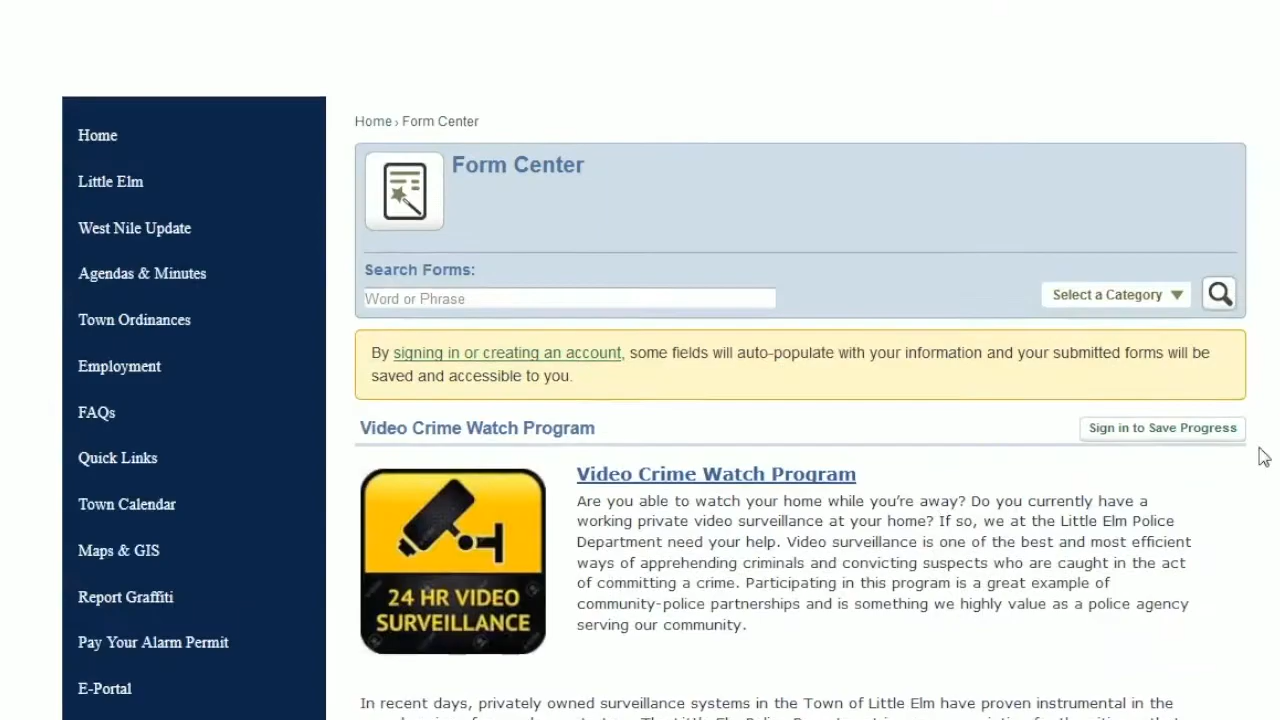 Home
Little Elm
West Nile Update
Agendas & Minutes
Town Ordinances
Employment
FAQs
Quick Links
Town Calendar
Maps & GIS
Report Graffiti
Pay Your Alarm Permit
E-Portal
Home › Form Center
Form Center
Search Forms:
Word or Phrase
Select a Category
By signing in or creating an account, some fields will auto-populate with your information and your submitted forms will be
saved and accessible to you.
Video Crime Watch Program
Sign in to Save Progress
24 HR VIDEO
SURVEILLANCE
Video Crime Watch Program
Are you able to watch your home while you’re away? Do you currently have a
working private video surveillance at your home? If so, we at the Little Elm Police
Department need your help. Video surveillance is one of the best and most efficient
ways of apprehending criminals and convicting suspects who are caught in the act
of committing a crime. Participating in this program is a great example of
community-police partnerships and is something we highly value as a police agency
serving our community.
In recent days, privately owned surveillance systems in the Town of Little Elm have proven instrumental in the